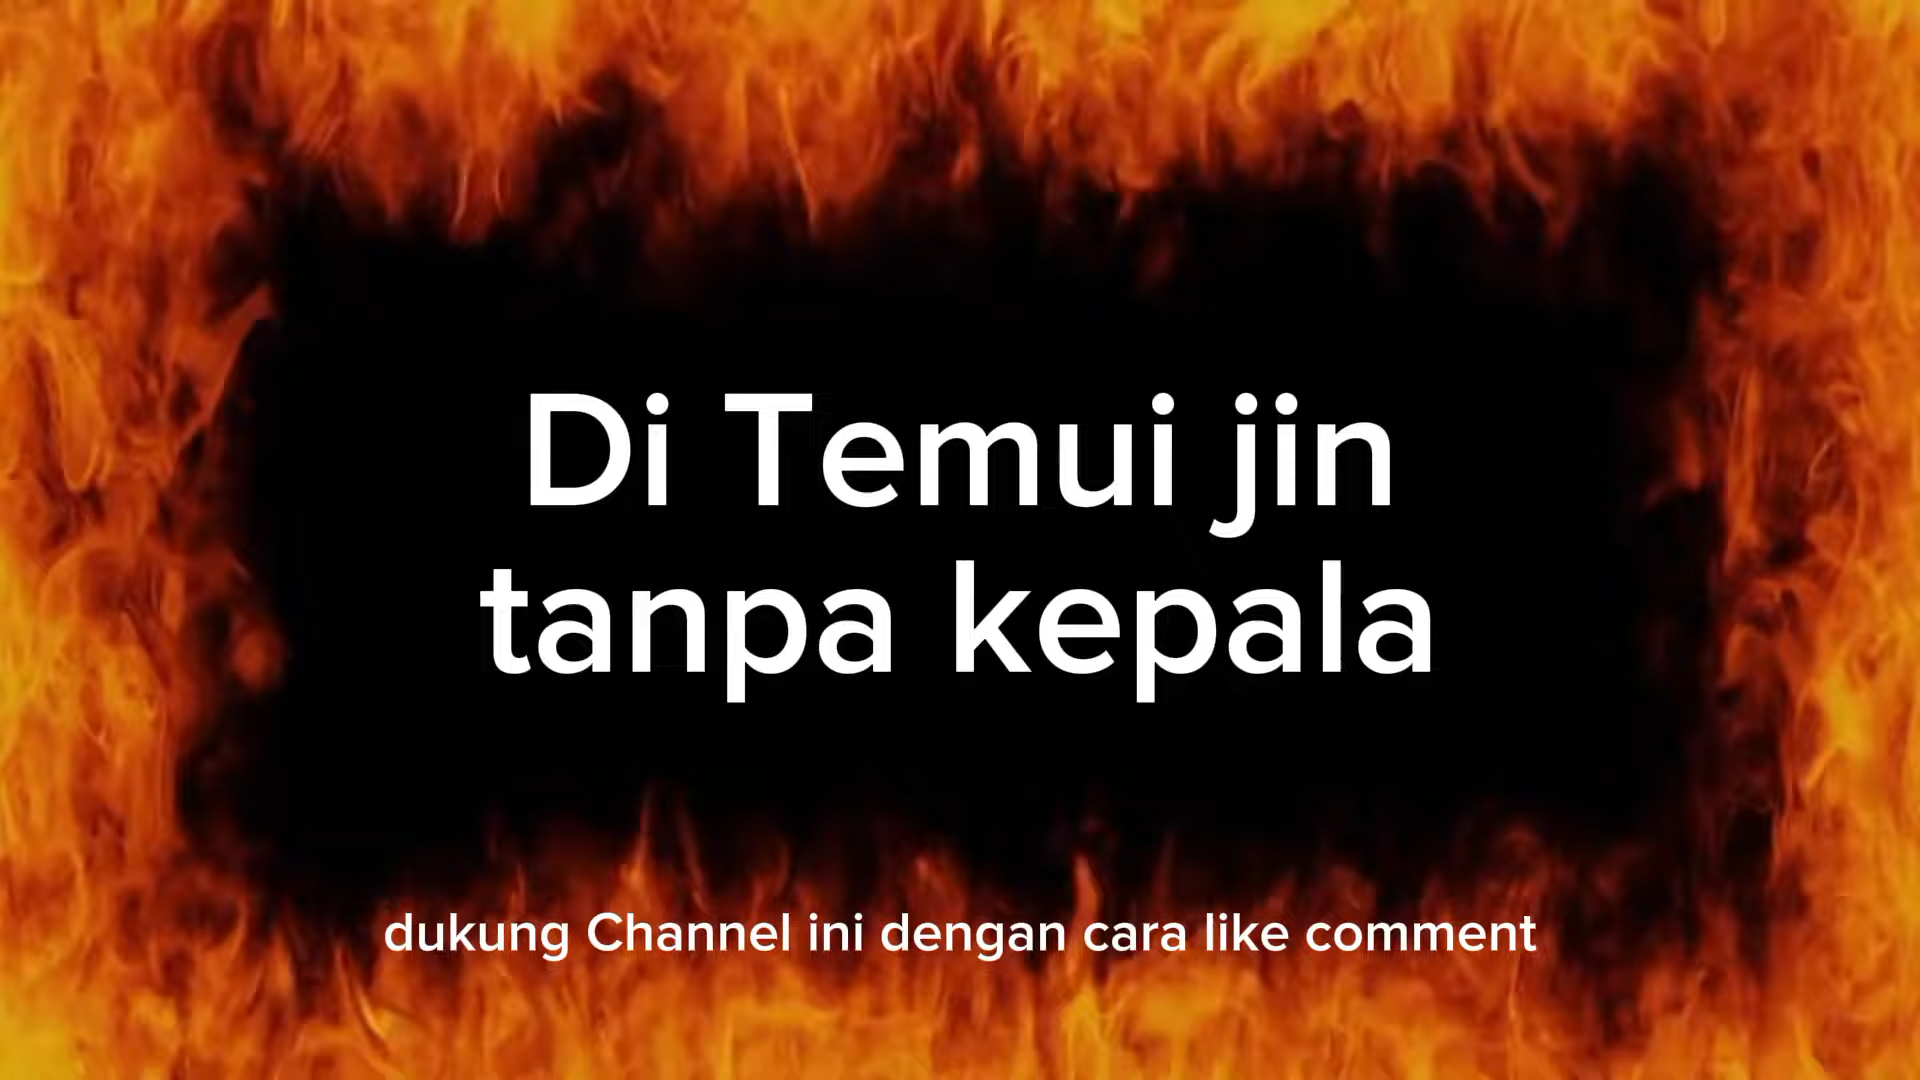 Di Temui jin
tanpa kepala
dukung Channel ini dengan cara like comment